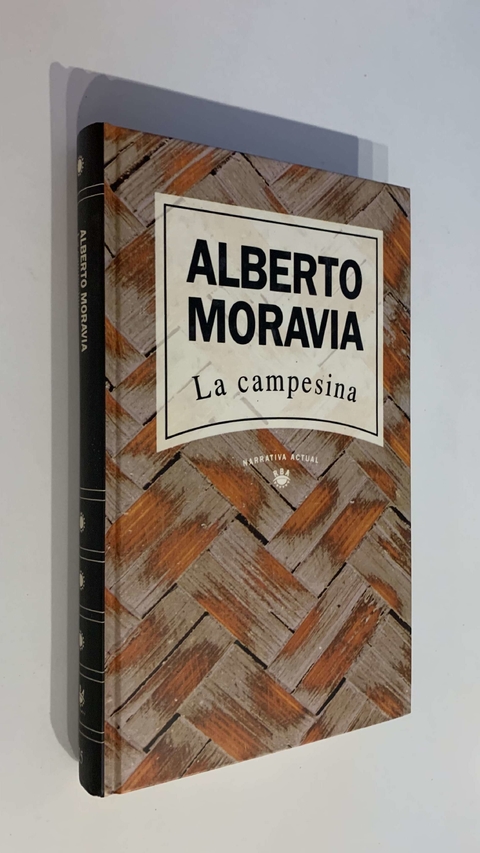 ALBERTO MORAVIA
ALBERTO
MORAVIA
La campesina
NARRATIVA ACTUAL
RBA